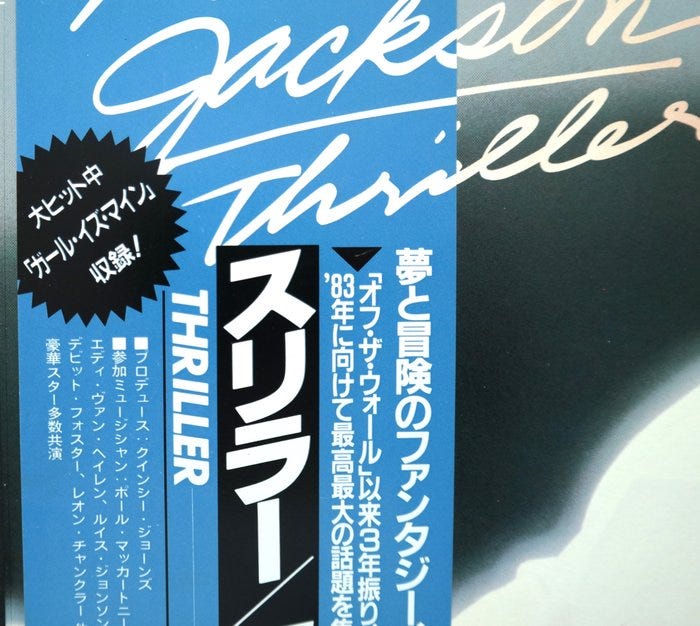 Jackson
Thriller
大ヒット中
「ガール・イズ・マイン」
収録!
夢と冒険のファンタジー、
「オフ・ザ・ウォール」以来3年振り
'83年に向けて最高最大の話題を
スリラー/
THRILLER
■プロデュース:クインシー・ジョーンズ
■参加ミュージシャン:ポール・マッカートニー
エディ・ヴァン・ヘイレン、ルイス・ジョンソン
デビット・フォスター、レオン・チャンクラー
豪華スター多数共演